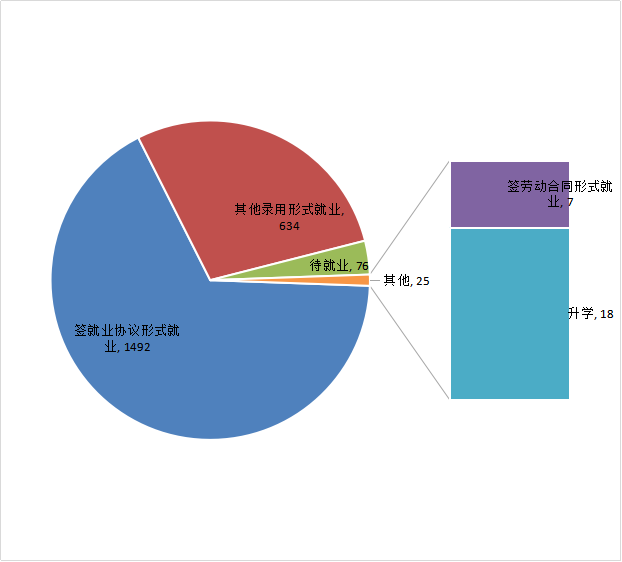 其他录用形式就业,
634
待就业, 76
其他, 25
签就业协议形式就
业, 1492
签劳动合同形式就
业, 7
升学, 18